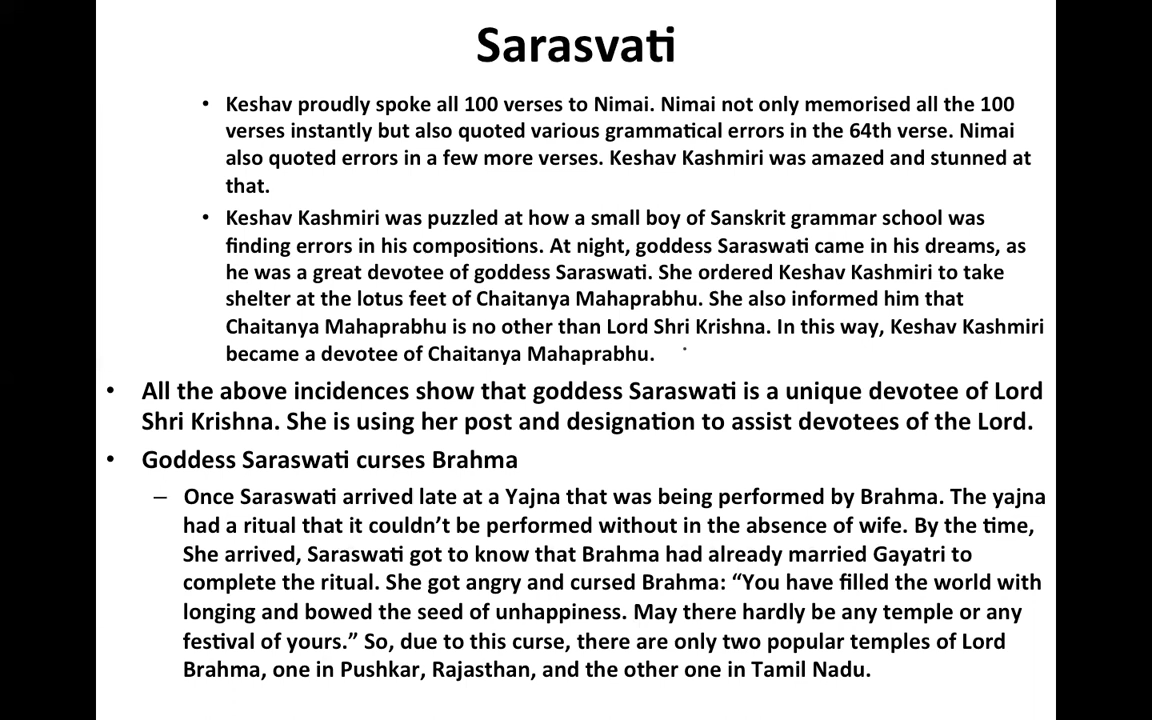 Sarasvati
• Keshav proudly spoke all 100 verses to Nimai. Nimai not only memorised all the 100
verses instantly but also quoted various grammatical errors in the 64th verse. Nimai
also quoted errors in a few more verses. Keshav Kashmiri was amazed and stunned at
that.
• Keshav Kashmiri was puzzled at how a small boy of Sanskrit grammar school was
finding errors in his compositions. At night, goddess Saraswati came in his dreams, as
he was a great devotee of goddess Saraswati. She ordered Keshav Kashmiri to take
shelter at the lotus feet of Chaitanya Mahaprabhu. She also informed him that
Chaitanya Mahaprabhu is no other than Lord Shri Krishna. In this way, Keshav Kashmiri
became a devotee of Chaitanya Mahaprabhu.
• All the above incidences show that goddess Saraswati is a unique devotee of Lord
Shri Krishna. She is using her post and designation to assist devotees of the Lord.
• Goddess Saraswati curses Brahma
– Once Saraswati arrived late at a Yajna that was being performed by Brahma. The yajna
had a ritual that it couldn’t be performed without in the absence of wife. By the time,
She arrived, Saraswati got to know that Brahma had already married Gayatri to
complete the ritual. She got angry and cursed Brahma: “You have filled the world with
longing and bowed the seed of unhappiness. May there hardly be any temple or any
festival of yours.” So, due to this curse, there are only two popular temples of Lord
Brahma, one in Pushkar, Rajasthan, and the other one in Tamil Nadu.